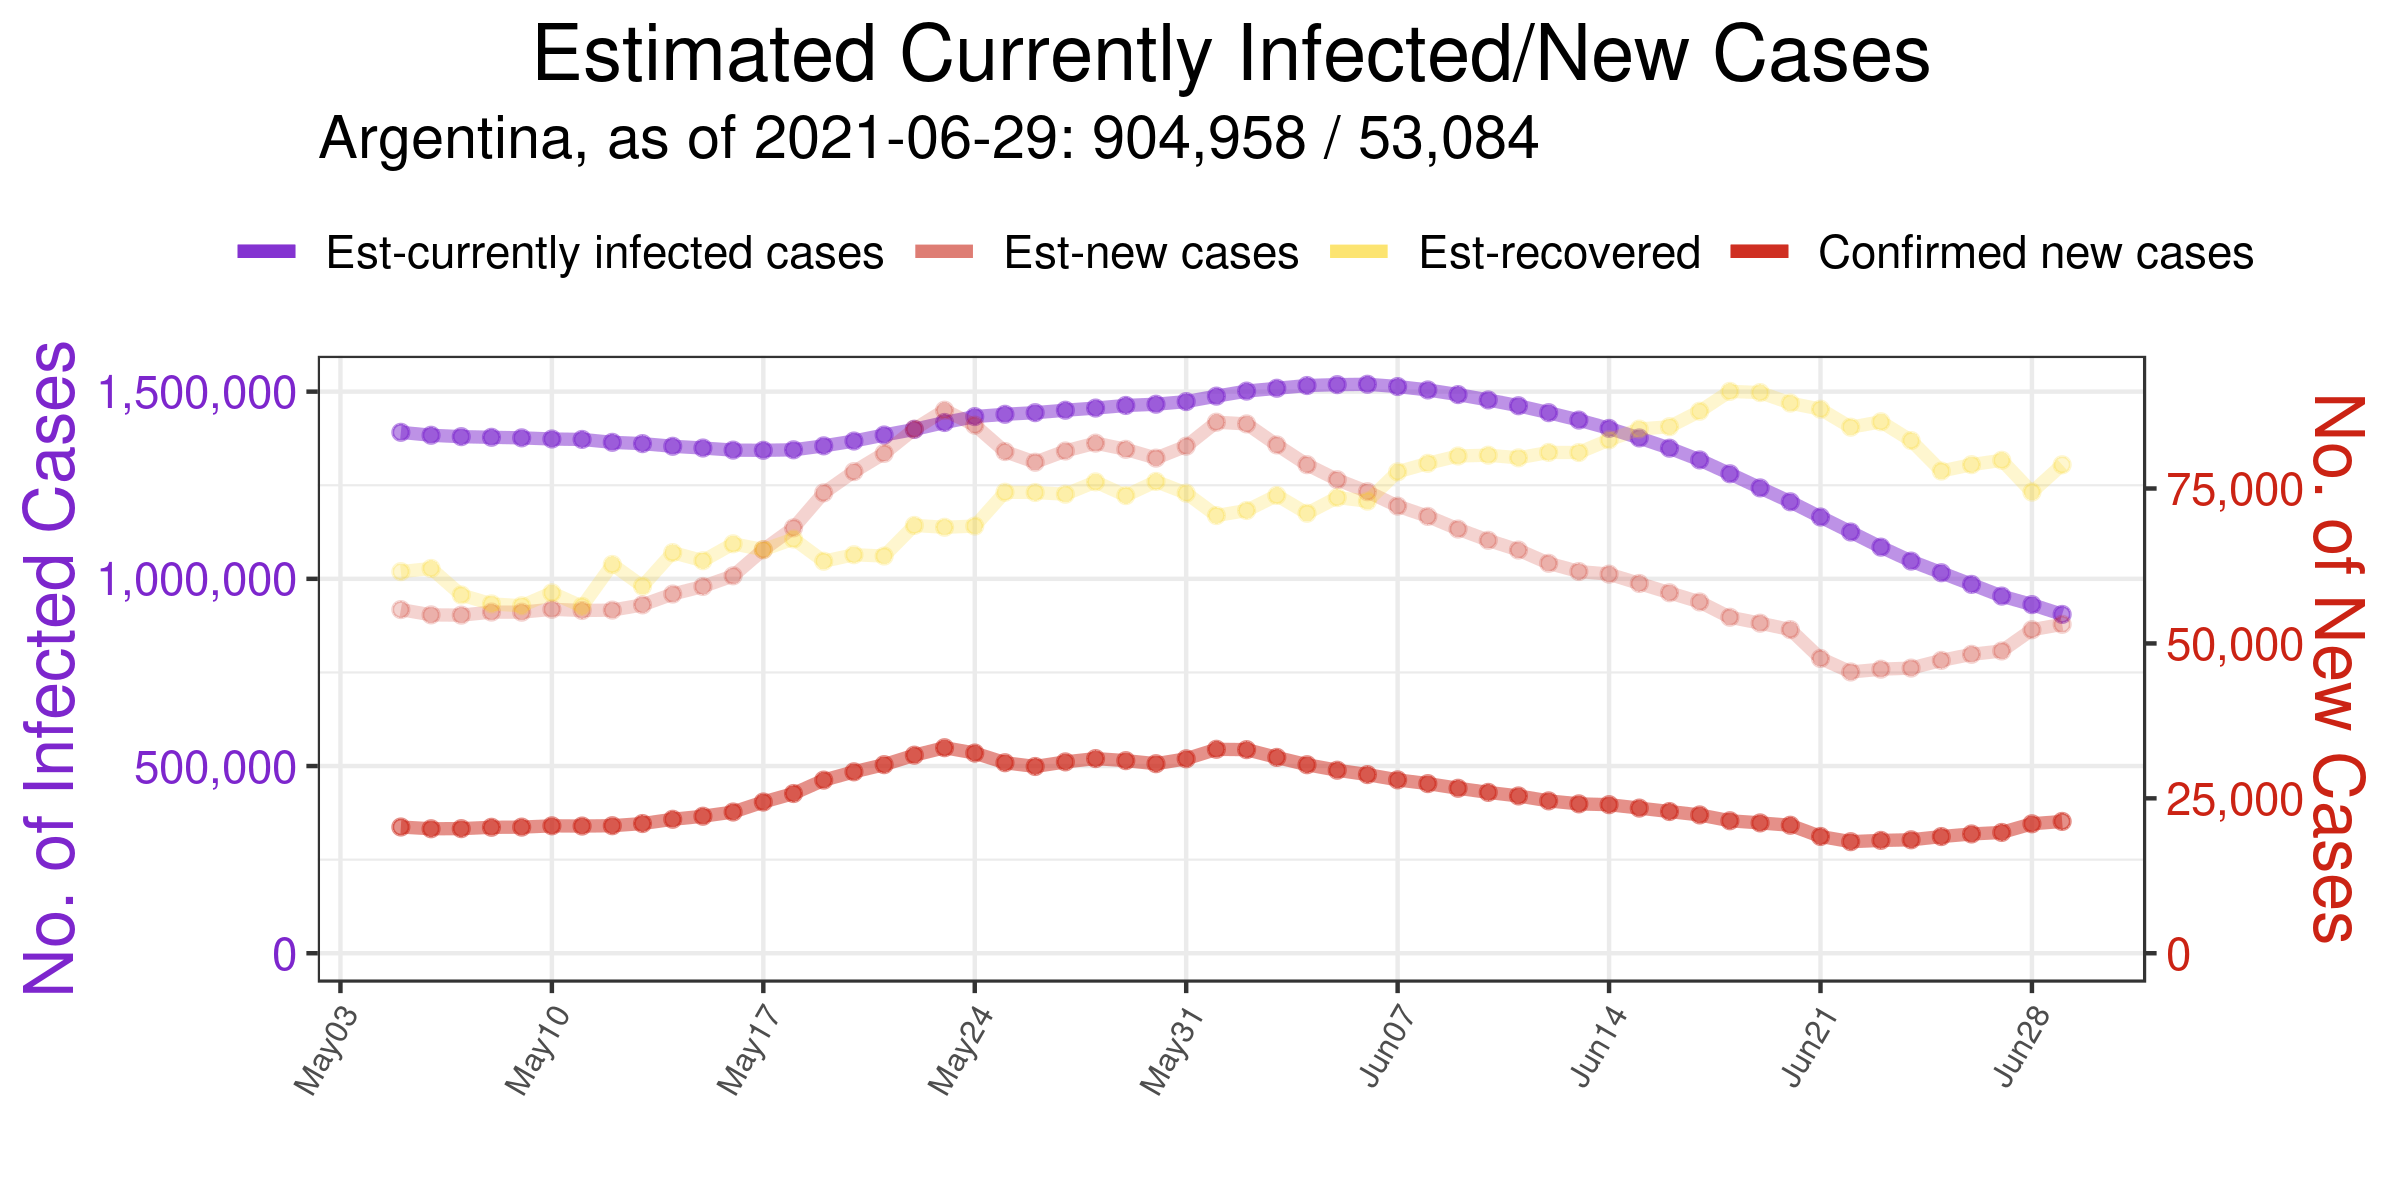 Estimated Currently Infected/New Cases
Argentina, as of 2021-06-29: 904,958 / 53,084
Est-currently infected cases Est-new cases Est-recovered Confirmed new cases
No. of Infected Cases
1,500,000
1,000,000
500,000
0
75,000
50,000
25,000
0
No. of New Cases
May03 May10 May17 May24 May31 Jun07 Jun14 Jun21 Jun28